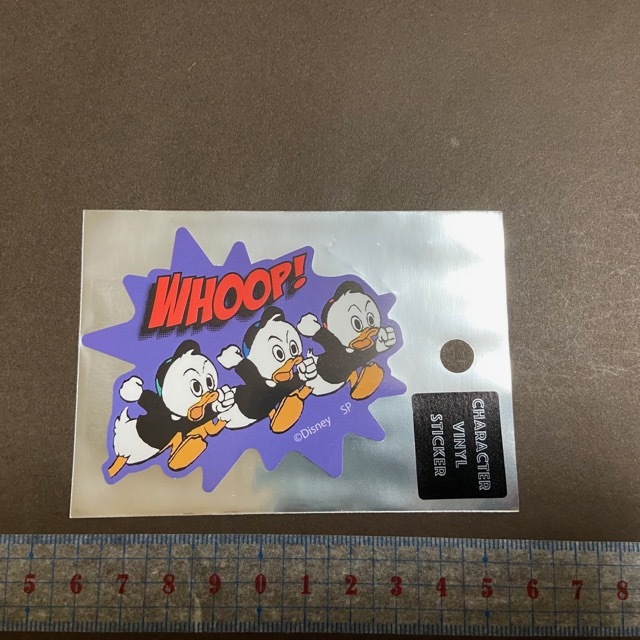 WHOOP!
©Disney SP
CHARACTER
VINYL
STICKER
5 6 7 8 9 0 1 2 3 4 5 6 7 8